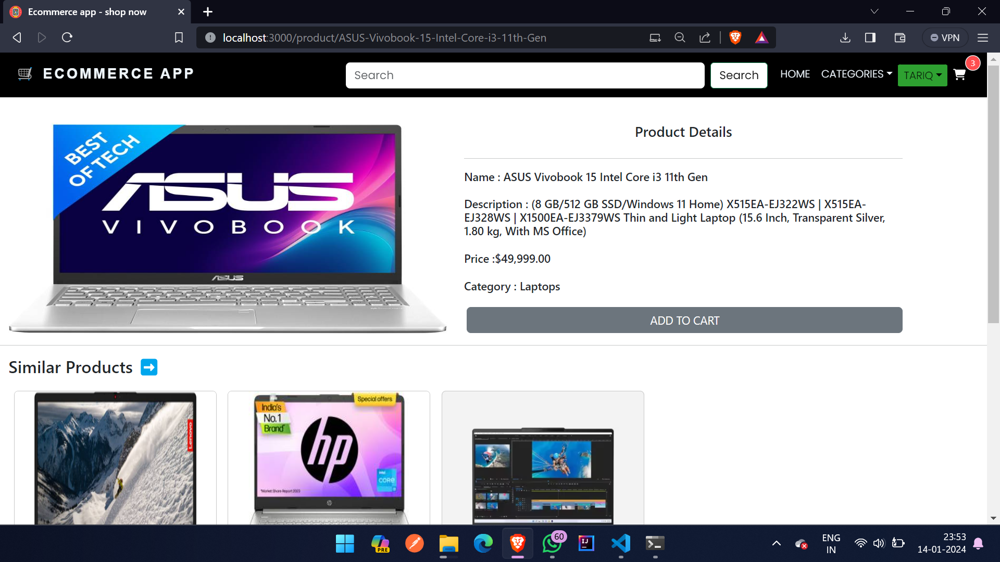 Ecommerce app - shop now
localhost:3000/product/ASUS-Vivobook-15-Intel-Core-i3-11th-Gen
VPN
ECOMMERCE APP
Search
Search
HOME
CATEGORIES
TARIQ
3
BEST
OF TECH
ASUS
VIVOBOOK
ASUS
Product Details
Name : ASUS Vivobook 15 Intel Core i3 11th Gen
Description : (8 GB/512 GB SSD/Windows 11 Home) X515EA-EJ322WS | X515EA-
EJ328WS | X1500EA-EJ3379WS Thin and Light Laptop (15.6 Inch, Transparent Silver,
1.80 kg, With MS Office)
Price :$49,999.00
Category : Laptops
ADD TO CART
Similar Products
Lenovo
India's
No.1
Brand*
Special offers
hp
intel
CORE
i3
*Market Share Report 2023
hp
PRE
60
IJ
ENG
IN
23:53
14-01-2024